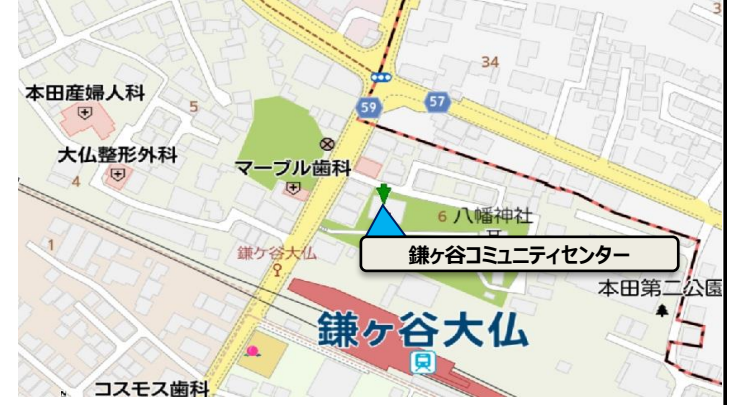 3
34
本田産婦人科
5
59
57
大仏整形外科
4
マーブル歯科
6 八幡神社
1
鎌ケ谷大仏
鎌ヶ谷コミュニティセンター
本田第二公園
鎌ヶ谷大仏
コスモス歯科